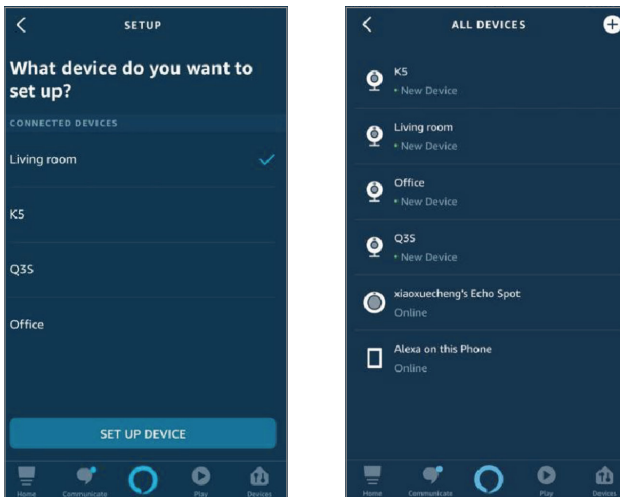 SETUP
What device do you want to
set up?
CONNECTED DEVICES
Living room
K5
Q3S
Office
SET UP DEVICE
Home Communicate Play Devices
ALL DEVICES
K5
• New Device
Living room
• New Device
Office
• New Device
Q3S
• New Device
xiaoxuecheng's Echo Spot
Online
Alexa on this Phone
Online
Home Communicate Play Devices